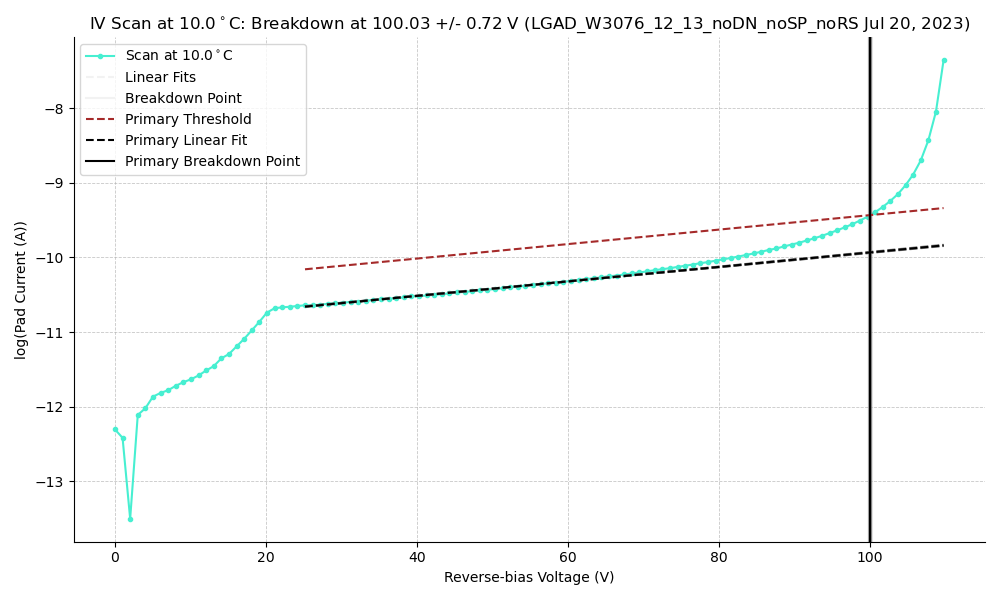 IV Scan at 10.0°C: Breakdown at 100.03 +/- 0.72 V (LGAD_W3076_12_13_noDN_noSP_noRS Jul 20, 2023)
Scan at 10.0°C
Linear Fits
Breakdown Point
Primary Threshold
Primary Linear Fit
Primary Breakdown Point
log(Pad Current (A))
−8
−9
−10
−11
−12
−13
0 20 40 60 80 100
Reverse-bias Voltage (V)